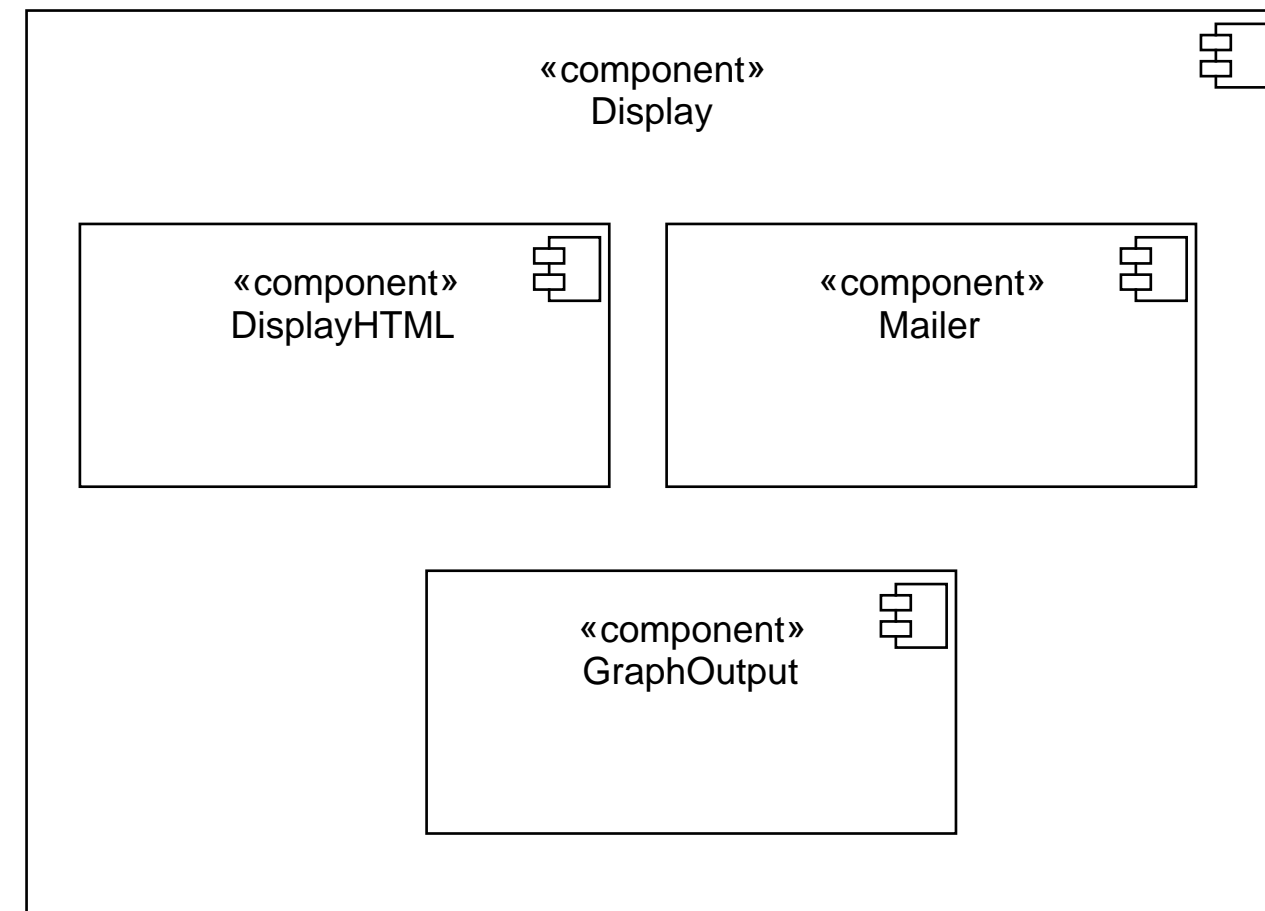 «component»
Display
«component»
DisplayHTML
«component»
Mailer
«component»
GraphOutput